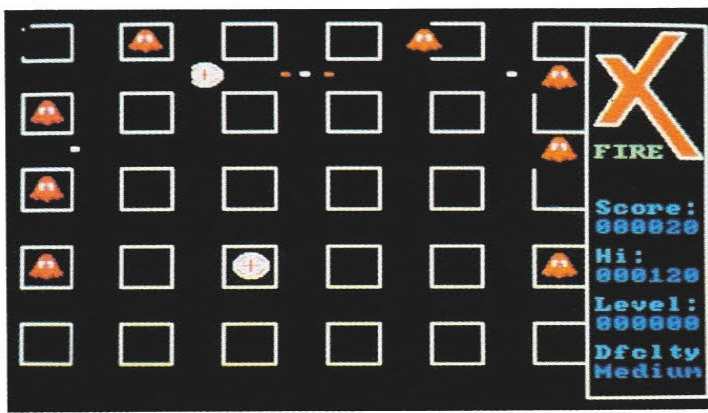 X
FIRE
Score:
000020
Hi:
000120
Level:
000000
Dfclty
Medium